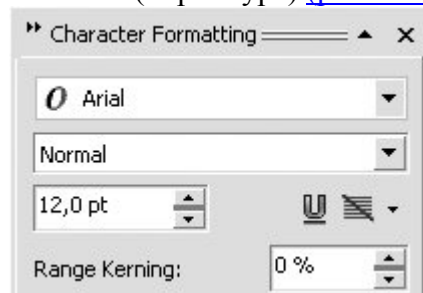 Character Formatting
O Arial
Normal
12,0 pt
U
Range Kerning: 0 %